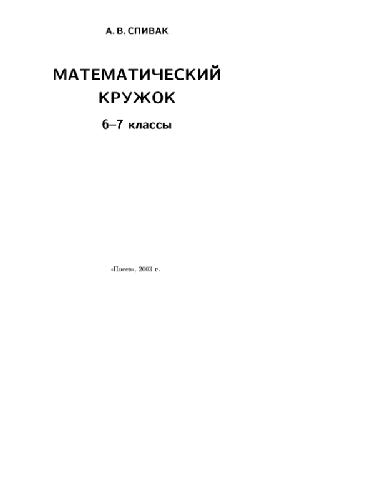 А. В. СПИВАК
МАТЕМАТИЧЕСКИЙ
КРУЖОК
6–7 классы
«Посев», 2003 г.